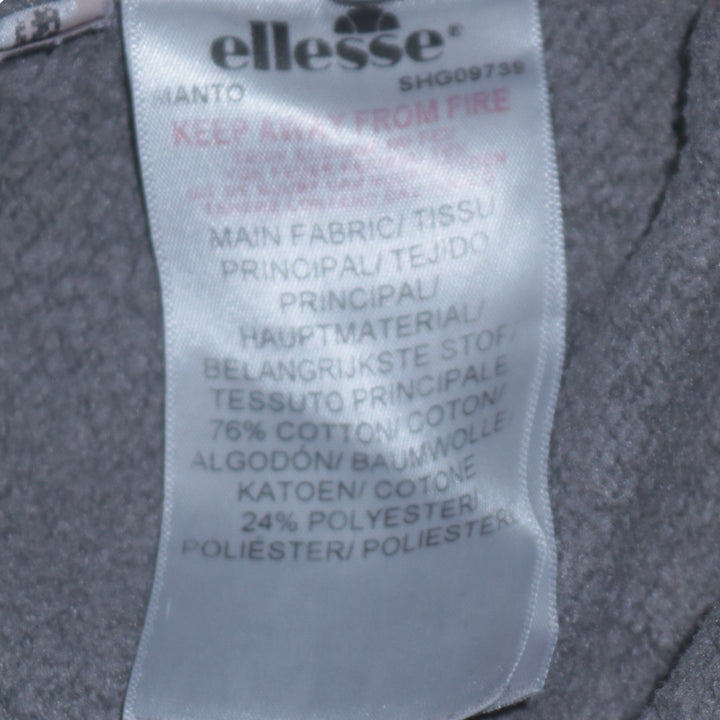 ellesse®
MANTO
SHG09739
KEEP AWAY FROM FIRE
MAIN FABRIC/ TISSU
PRINCIPAL/ TEJIDO
PRINCIPAL/
HAUPTMATERIAL/
BELANGRIJKSTE STOF/
TESSUTO PRINCIPALE
76% COTTON/ COTON/
ALGODÓN/ BAUMWOLLE/
KATOEN/ COTONE
24% POLYESTER/
POLIÉSTER/ POLIESTERE